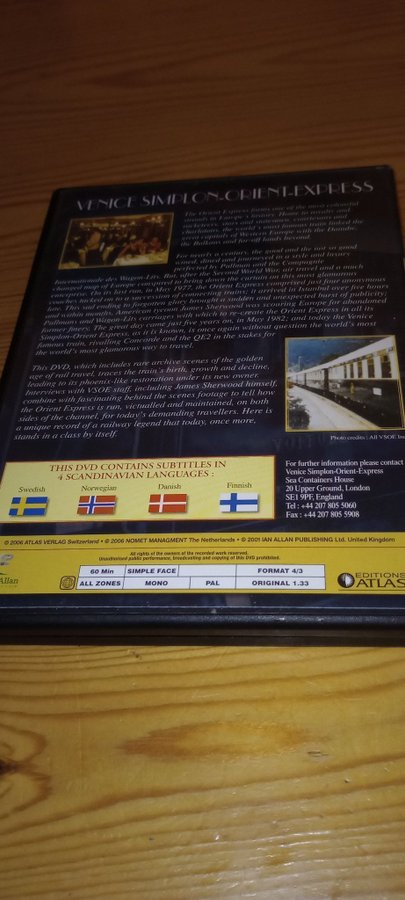 VENICE SIMPLON-ORIENT-EXPRESS
The Orient Express forms one of the most colourful
strands in Europe's history. Home to royalty and
racketeers, stars and statesmen, courtesans and
the world's most famous train linked the
capitals of Western Europe with the Danube,
the Balkans and far-off lands beyond.
For nearly a century, the good and the not so good
loved, dined and journeyed in a style and luxury
perfected by Pullman and the Compagnie
Internationale des Wagon-Lits. But, after the Second World War, air travel and a much
changed map of Europe conspired to bring down the curtain on this most glamorous
enterprise. On its last run, in May 1977, the Orient Express comprised just four anonymous
coaches tacked on to a succession of commuting trains; it arrived in Istanbul over five hours
late. This sad ending to forgotten glory brought a sudden and unexpected burst of publicity;
within months, American tycoon James Sherwood was scouring Europe for abandoned
Pullman and Wagon-Lits carriages with which to re-create the Orient Express in all its
former finery. The great day came just five years on, in May 1982; and today the Venice
Simplon-Orient-Express, as it is known, is once again without question the world's most
famous train, rivalling Concorde and the QE2 in the stakes for
the world's most glamorous way to travel.
This DVD, which includes rare archive scenes of the golden
age of rail travel, traces the train's birth, growth and decline,
leading to its phoenix-like restoration under its new owner.
Interviews with VSOE staff, including James Sherwood himself,
combine with fascinating behind the scenes footage to tell how
the Orient Express is run, victualled and maintained, on both
sides of the channel, for today's demanding travellers. Here is
a unique record of a railway legend that today, once more,
stands in a class by itself.
Photo credits : All VSOE
THIS DVD CONTAINS SUBTITLES IN
4 SCANDINAVIAN LANGUAGES :
Swedish Norwegian Danish Finnish
For further information please contact
Venice Simplon-Orient-Express
Sea Containers House
20 Upper Ground, London
SE1 9PF, England
Tel : +44 207 805 5060
Fax : +44 207 805 5908
© 2006 ATLAS VERLAG Switzerland • © 2006 NOMET MANAGMENT The Netherlands • © 2001 IAN ALLAN PUBLISHING Ltd. United Kingdom
All rights of the owners of the recorded work reserved.
Unauthorised public performance, broadcasting and copying of this DVD prohibited.
Allan
60 Min SIMPLE FACE FORMAT 4/3
ALL ZONES MONO PAL ORIGINAL 1.33
EDITIONS
ATLAS